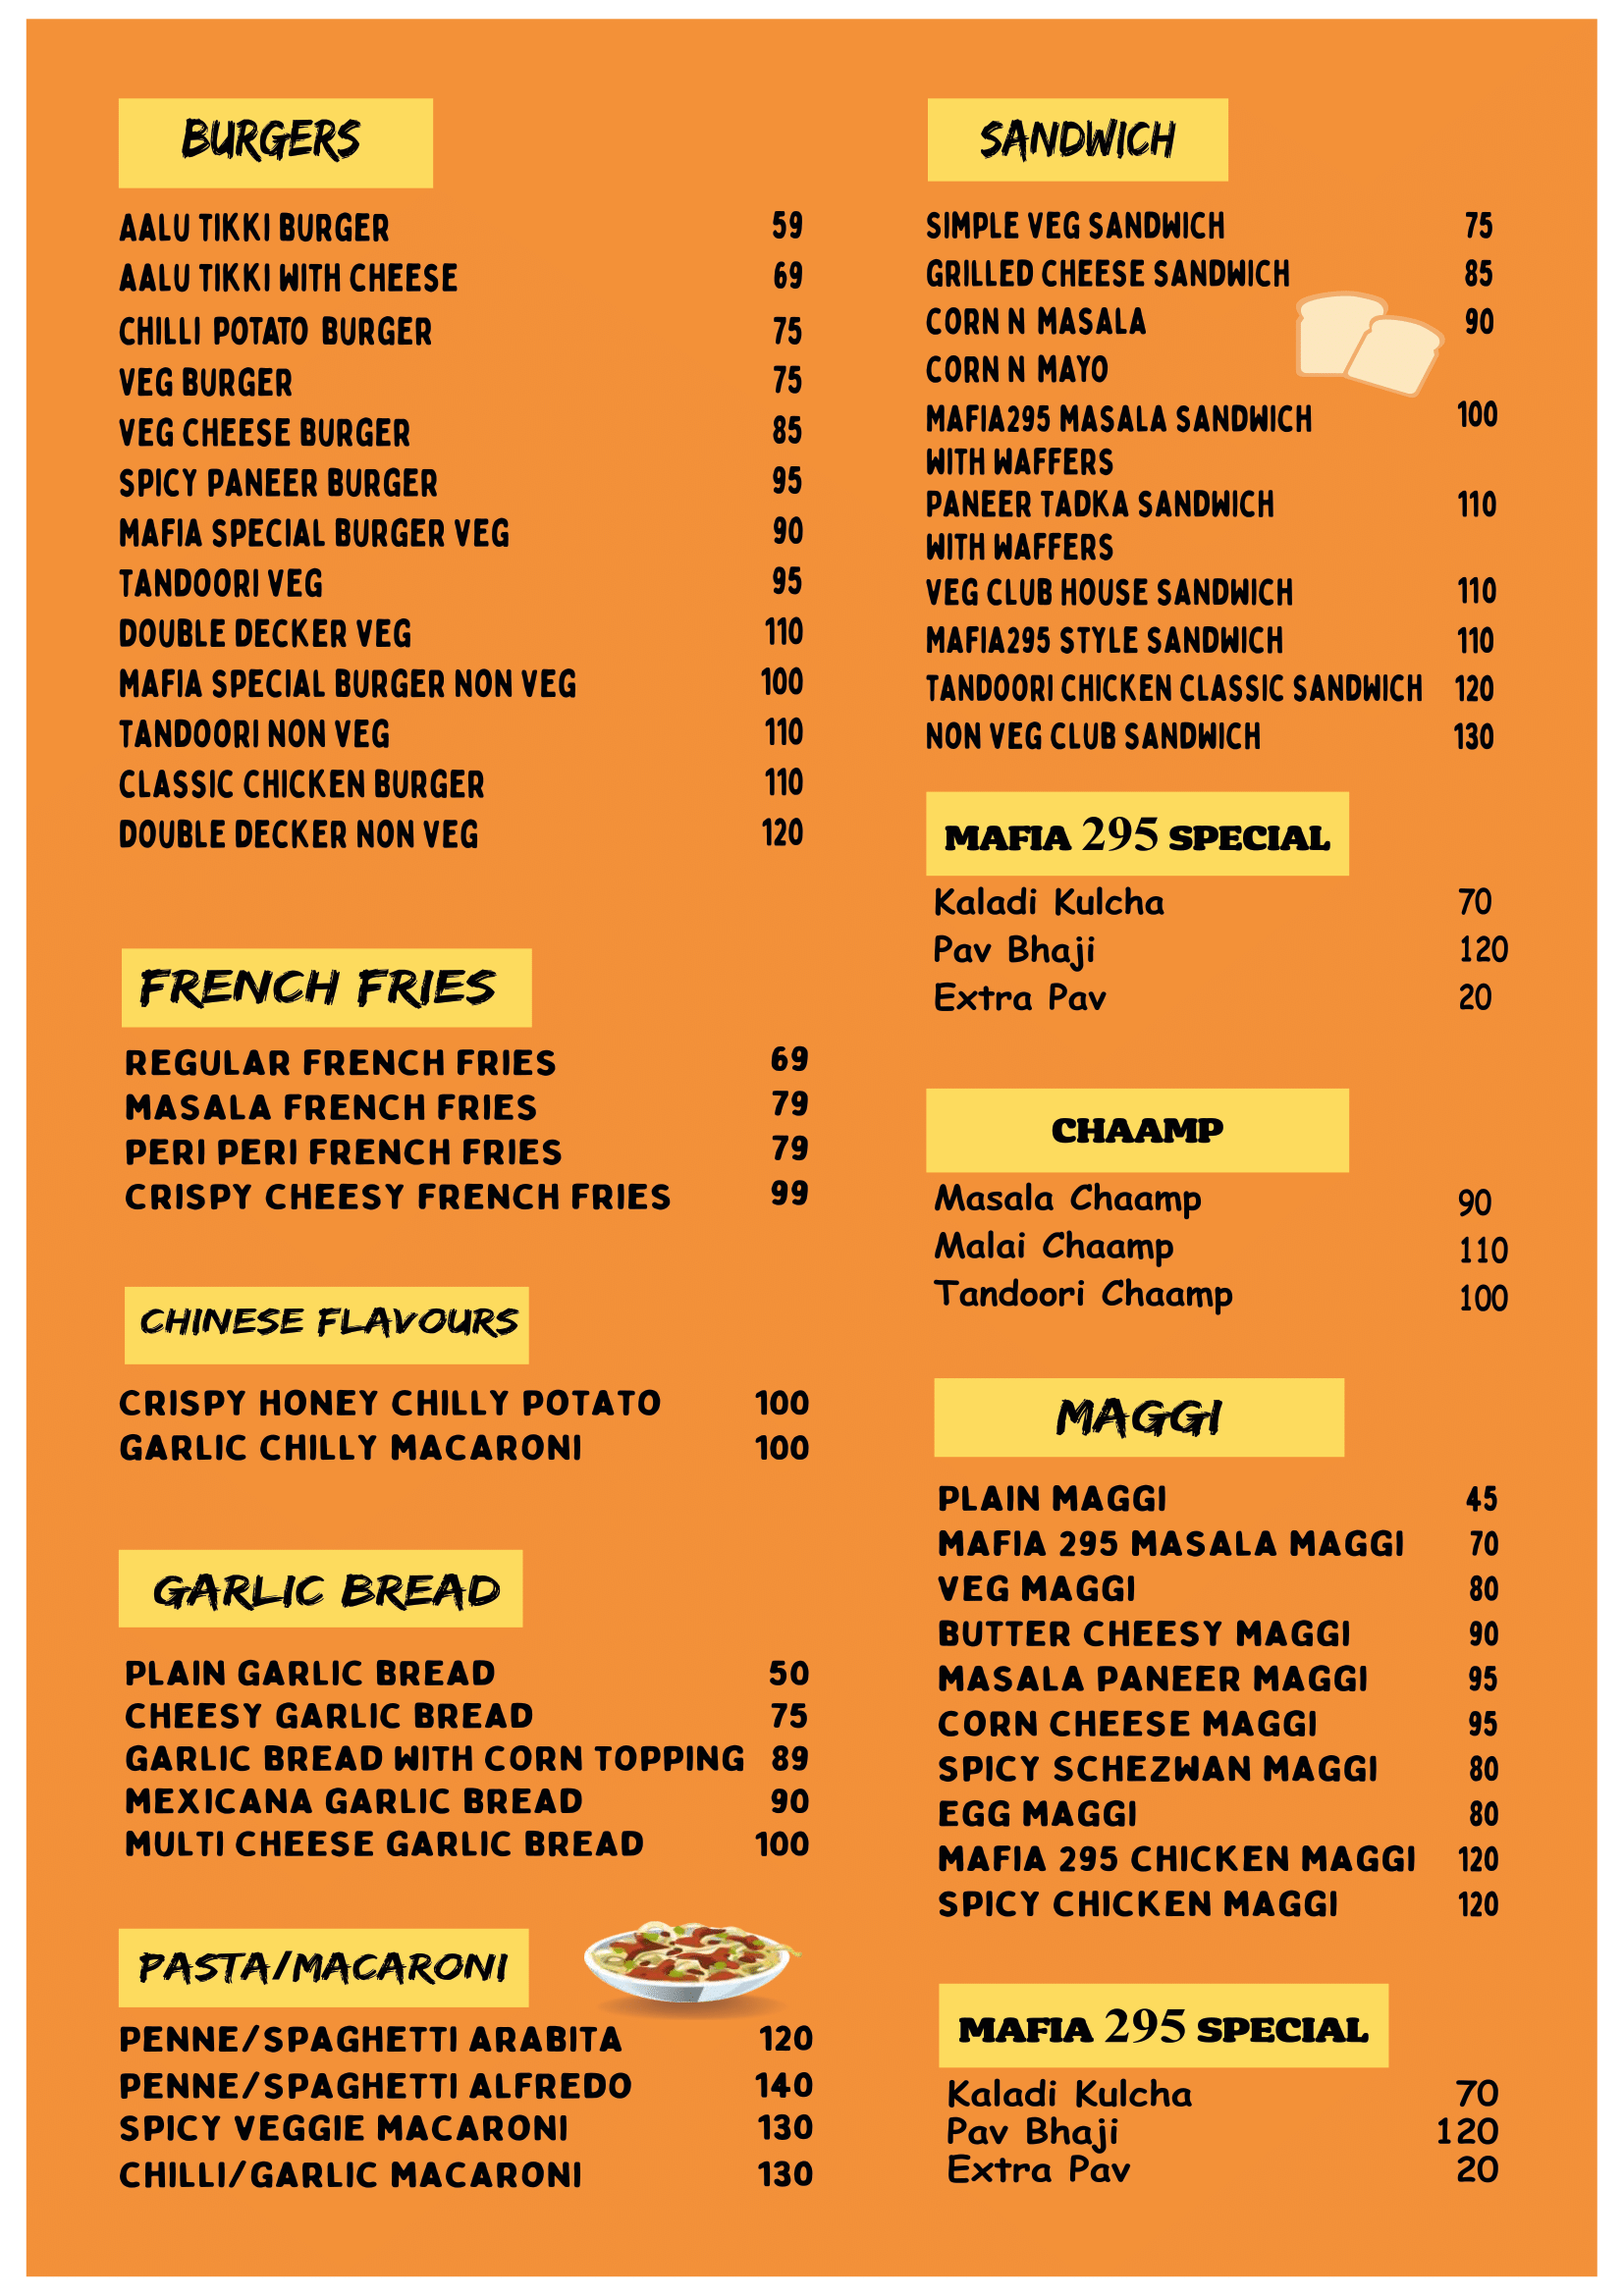 BURGERS
AALU TIKKI BURGER 59
AALU TIKKI WITH CHEESE 69
CHILLI POTATO BURGER 75
VEG BURGER 75
VEG CHEESE BURGER 85
SPICY PANEER BURGER 95
MAFIA SPECIAL BURGER VEG 90
TANDOORI VEG 95
DOUBLE DECKER VEG 110
MAFIA SPECIAL BURGER NON VEG 100
TANDOORI NON VEG 110
CLASSIC CHICKEN BURGER 110
DOUBLE DECKER NON VEG 120
FRENCH FRIES
REGULAR FRENCH FRIES 69
MASALA FRENCH FRIES 79
PERI PERI FRENCH FRIES 79
CRISPY CHEESY FRENCH FRIES 99
CHINESE FLAVOURS
CRISPY HONEY CHILLY POTATO 100
GARLIC CHILLY MACARONI 100
GARLIC BREAD
PLAIN GARLIC BREAD 50
CHEESY GARLIC BREAD 75
GARLIC BREAD WITH CORN TOPPING 89
MEXICANA GARLIC BREAD 90
MULTI CHEESE GARLIC BREAD 100
PASTA/MACARONI
PENNE/SPAGHETTI ARABITA 120
PENNE/SPAGHETTI ALFREDO 140
SPICY VEGGIE MACARONI 130
CHILLI/GARLIC MACARONI 130
SANDWICH
SIMPLE VEG SANDWICH 75
GRILLED CHEESE SANDWICH 85
CORN N MASALA 90
CORN N MAYO
MAFIA295 MASALA SANDWICH 100
WITH WAFFERS
PANEER TADKA SANDWICH 110
WITH WAFFERS
VEG CLUB HOUSE SANDWICH 110
MAFIA295 STYLE SANDWICH 110
TANDOORI CHICKEN CLASSIC SANDWICH 120
NON VEG CLUB SANDWICH 130
MAFIA 295 SPECIAL
Kaladi Kulcha 70
Pav Bhaji 120
Extra Pav 20
CHAAMP
Masala Chaamp 90
Malai Chaamp 110
Tandoori Chaamp 100
MAGGI
PLAIN MAGGI 45
MAFIA 295 MASALA MAGGI 70
VEG MAGGI 80
BUTTER CHEESY MAGGI 90
MASALA PANEER MAGGI 95
CORN CHEESE MAGGI 95
SPICY SCHEZWAN MAGGI 80
EGG MAGGI 80
MAFIA 295 CHICKEN MAGGI 120
SPICY CHICKEN MAGGI 120
MAFIA 295 SPECIAL
Kaladi Kulcha 70
Pav Bhaji 120
Extra Pav 20